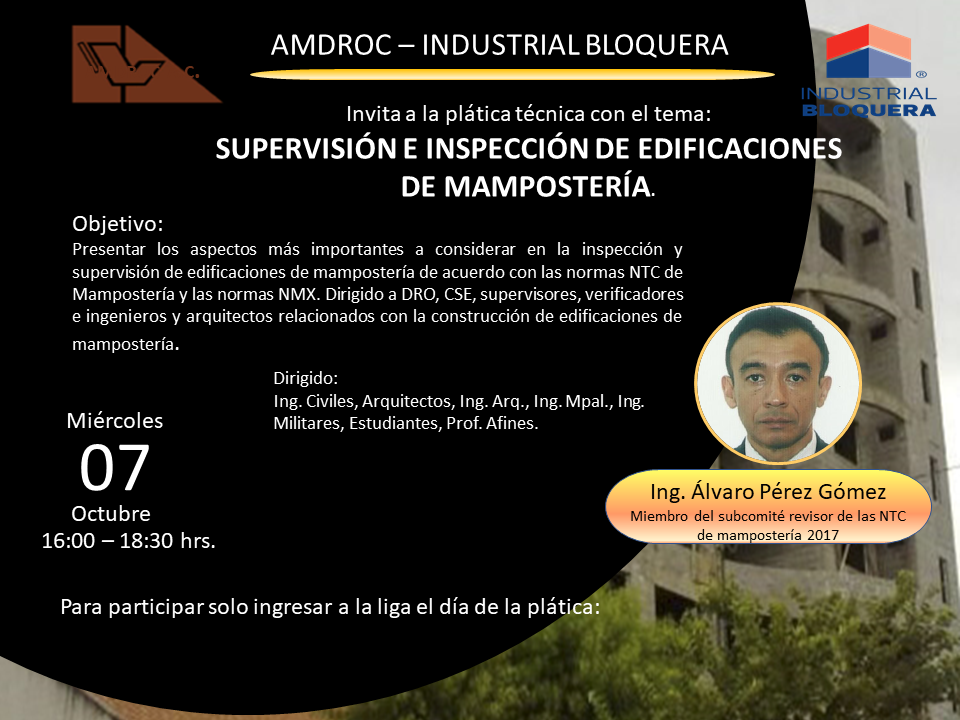 AMDROC – INDUSTRIAL BLOQUERA
INDUSTRIAL
BLOQUERA
®
Invita a la plática técnica con el tema:
SUPERVISIÓN E INSPECCIÓN DE EDIFICACIONES
DE MAMPOSTERÍA.
Objetivo:
Presentar los aspectos más importantes a considerar en la inspección y
supervisión de edificaciones de mampostería de acuerdo con las normas NTC de
Mampostería y las normas NMX. Dirigido a DRO, CSE, supervisores, verificadores
e ingenieros y arquitectos relacionados con la construcción de edificaciones de
mampostería.
Dirigido:
Ing. Civiles, Arquitectos, Ing. Arq., Ing. Mpal., Ing.
Militares, Estudiantes, Prof. Afines.
Miércoles
07
Octubre
16:00 – 18:30 hrs.
Ing. Álvaro Pérez Gómez
Miembro del subcomité revisor de las NTC
de mampostería 2017
Para participar solo ingresar a la liga el día de la plática: